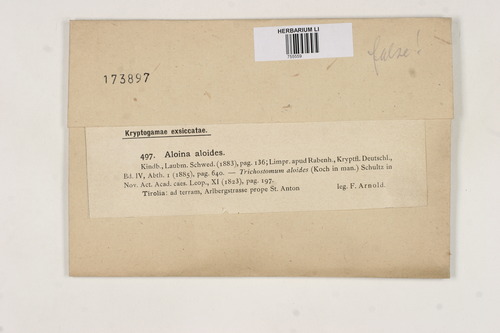 HERBARIUM LI
false!
173897
Kryptogamae exsiccatae.
497. Aloina aloides.
Kindb., Laubm. Schwed. (1883), pag. 136; Limpr. apud Rabenh., Kryptfl. Deutschl.,
Ed. IV, Abth. 1 (1885), pag. 640. — Trichostomum aloides (Koch in man.) Schultz in
Nov. Act. Acad. caes. Leop., XI (1823), pag. 197.
Tirolia: ad terram, Arlbergstrasse prope St. Anton leg. F. Arnold.